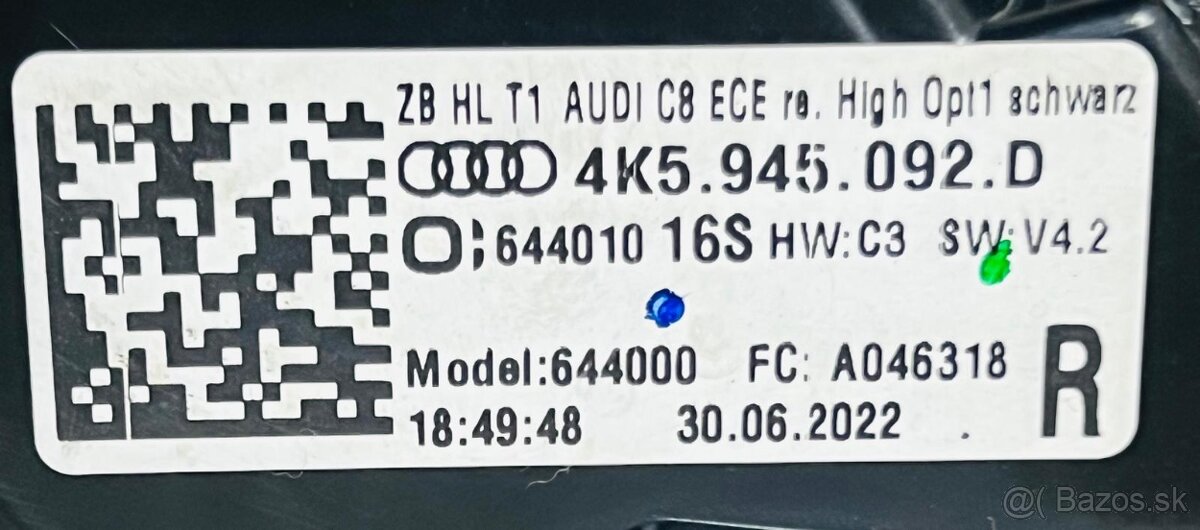 ZB HL T1 AUDI C8 ECE re. High Opt1 schwarz
4K5.945.092.D
644010 16S HW:C3 SW:V4.2
Model:644000 FC: A046318
R
18:49:48 30.06.2022 .
@( Bazos.sk